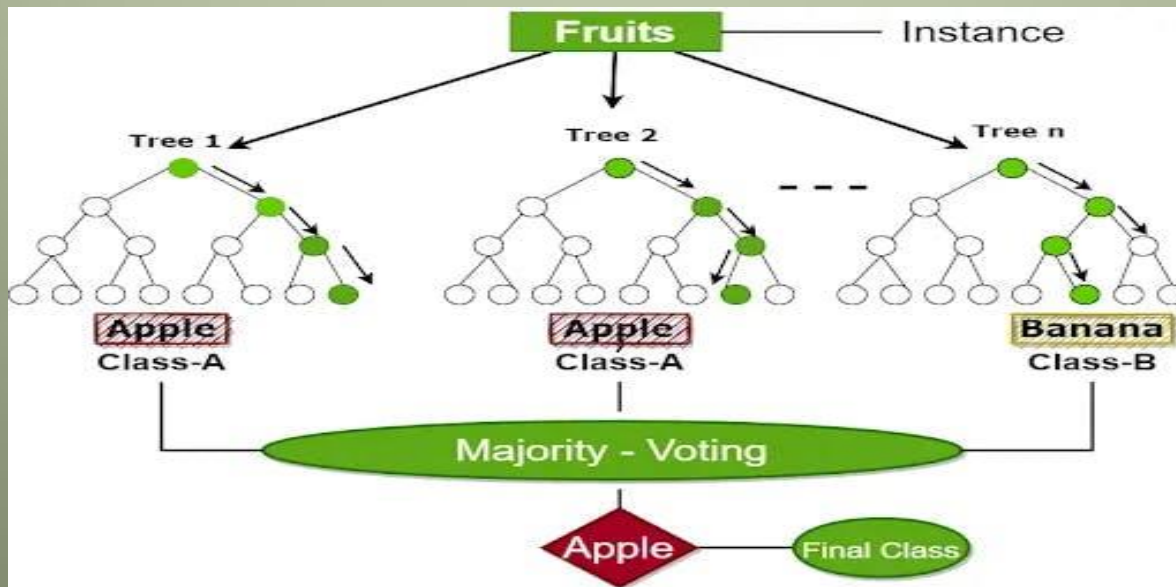 Fruits
Instance
Tree 1
Tree 2
Tree n
Apple
Class-A
Apple
Class-A
Banana
Class-B
Majority - Voting
Apple
Final Class